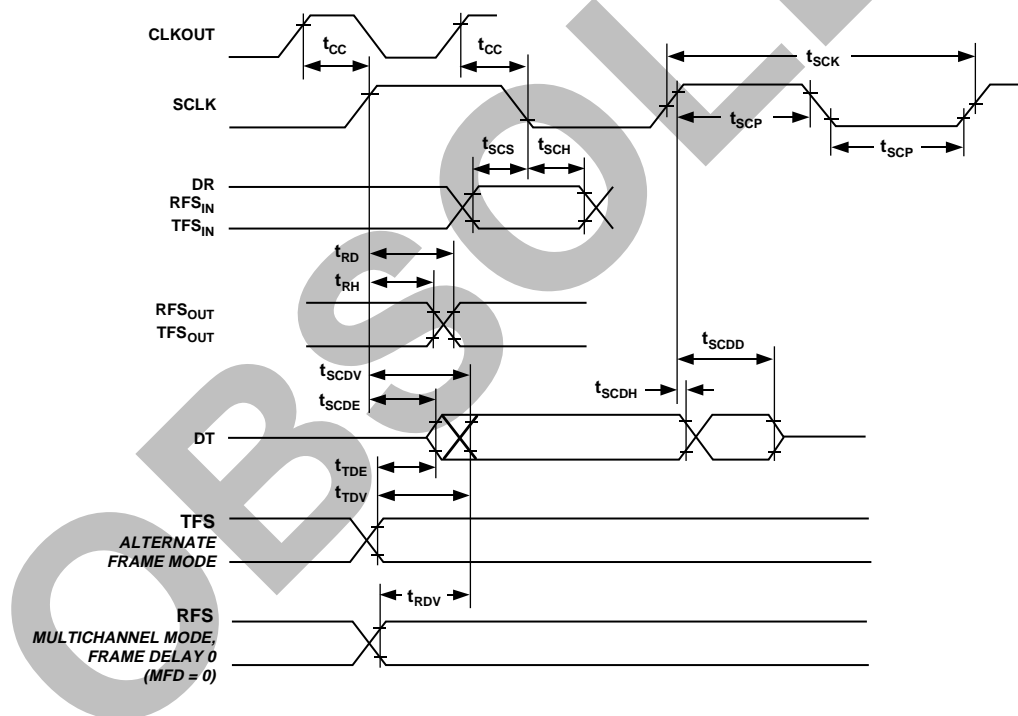 CLKOUT
tCC
tCC
tSCK
SCLK
tSCP
tSCP
tSCS
tSCH
DR
RFSIN
TFSIN
tRD
tRH
RFSOUT
TFSOUT
tSCDD
tSCDV
tSCDH
tSCDE
DT
tTDE
tTDV
TFS
ALTERNATE
FRAME MODE
tRDV
RFS
MULTICHANNEL MODE,
FRAME DELAY 0
(MFD = 0)
OBSOL